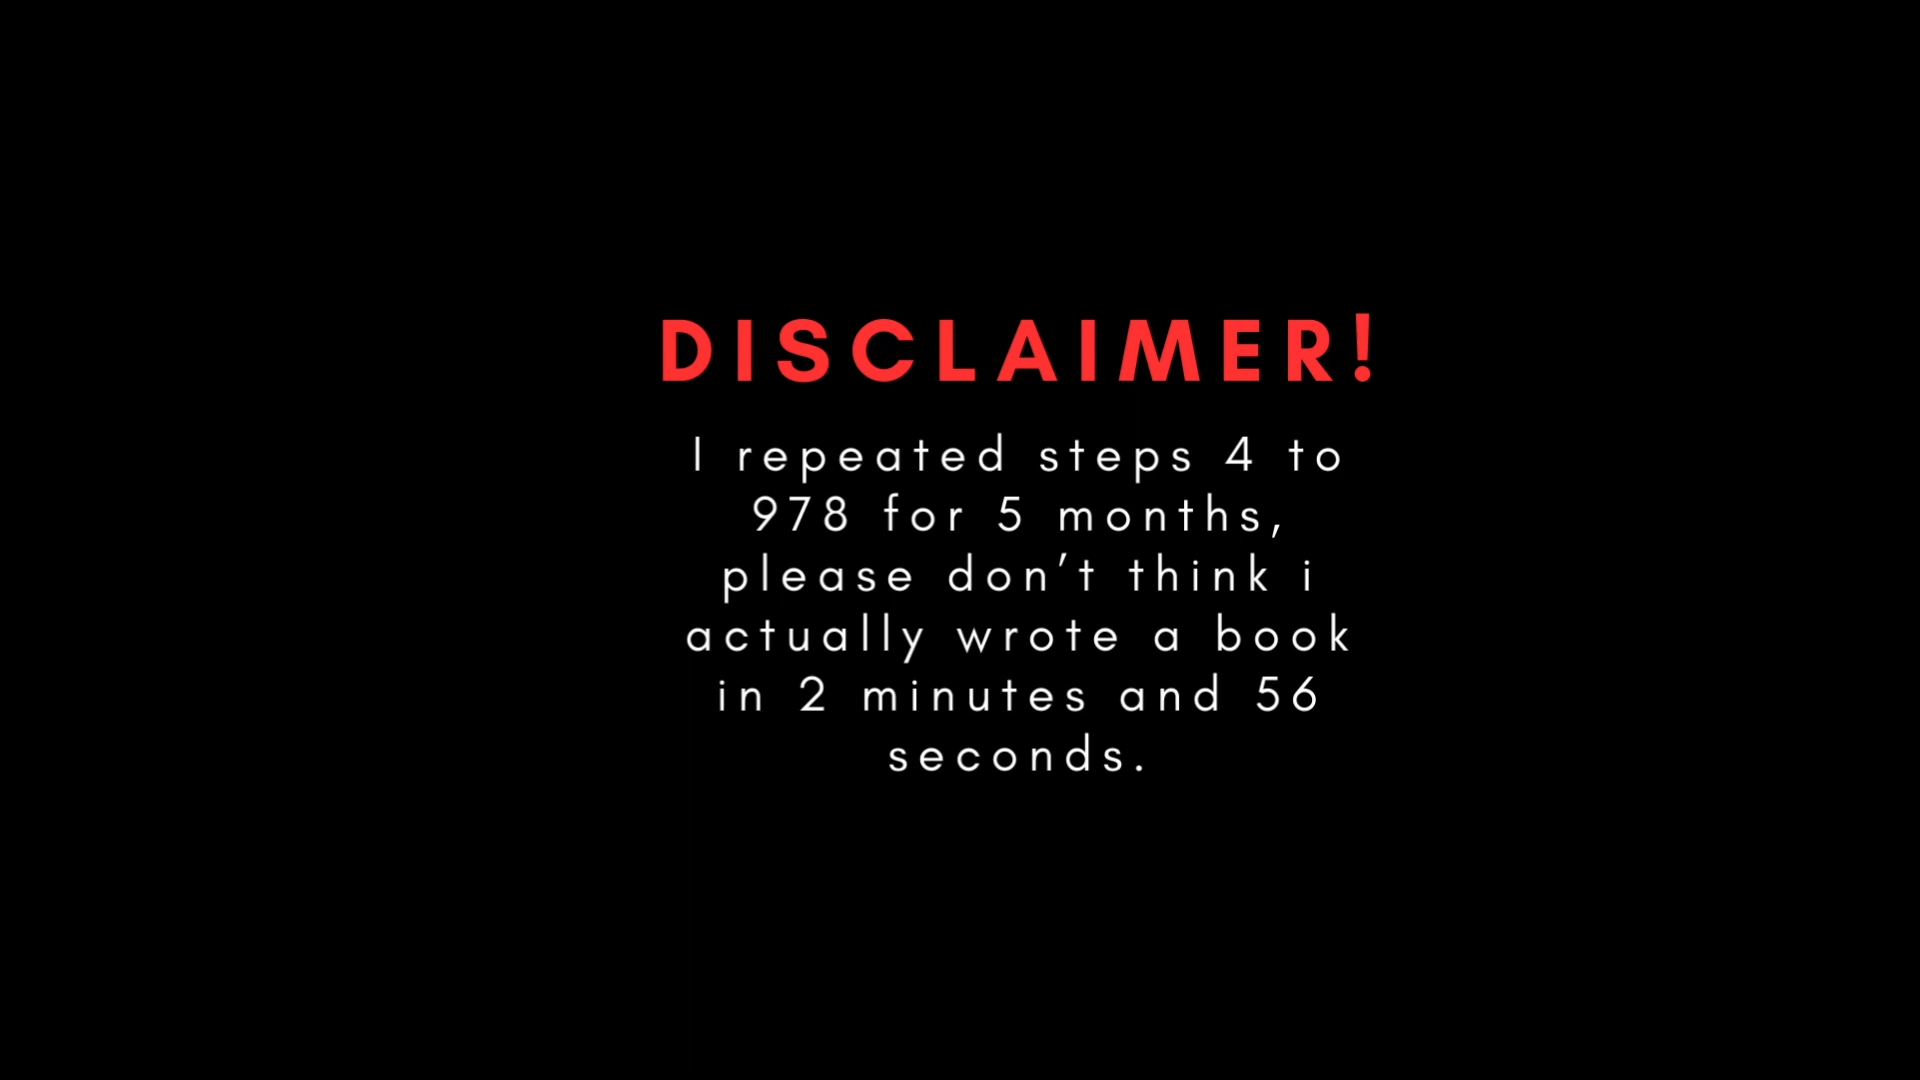 DISCLAIMER!
I repeated steps 4 to
978 for 5 months,
please don’t think i
actually wrote a book
in 2 minutes and 56
seconds.